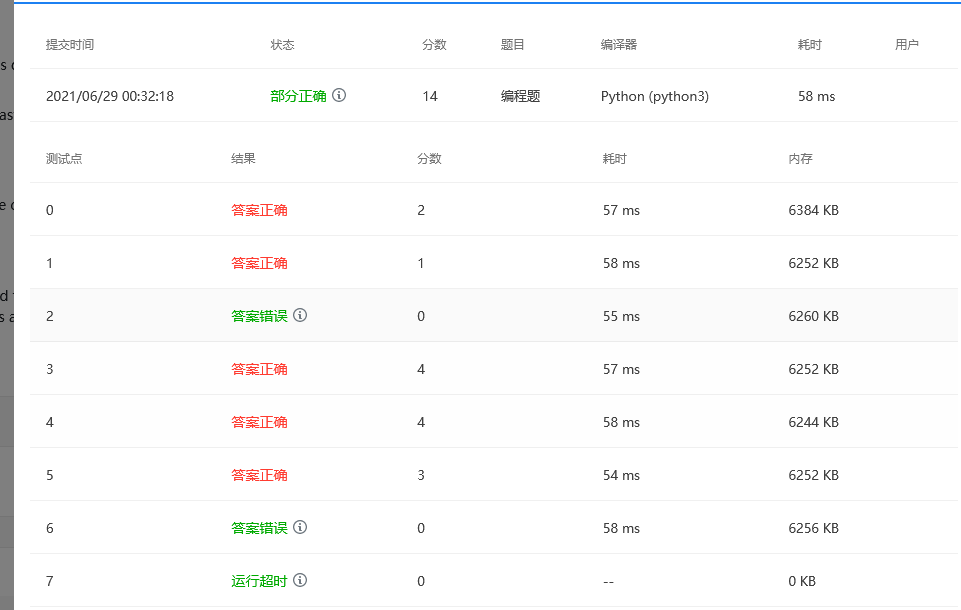 提交时间 状态 分数 题目 编译器 耗时 用户
2021/06/29 00:32:18 部分正确 14 编程题 Python (python3) 58 ms
测试点 结果 分数 耗时 内存
0 答案正确 2 57 ms 6384 KB
1 答案正确 1 58 ms 6252 KB
2 答案错误 0 55 ms 6260 KB
3 答案正确 4 57 ms 6252 KB
4 答案正确 4 58 ms 6244 KB
5 答案正确 3 54 ms 6252 KB
6 答案错误 0 58 ms 6256 KB
7 运行超时 0 -- 0 KB